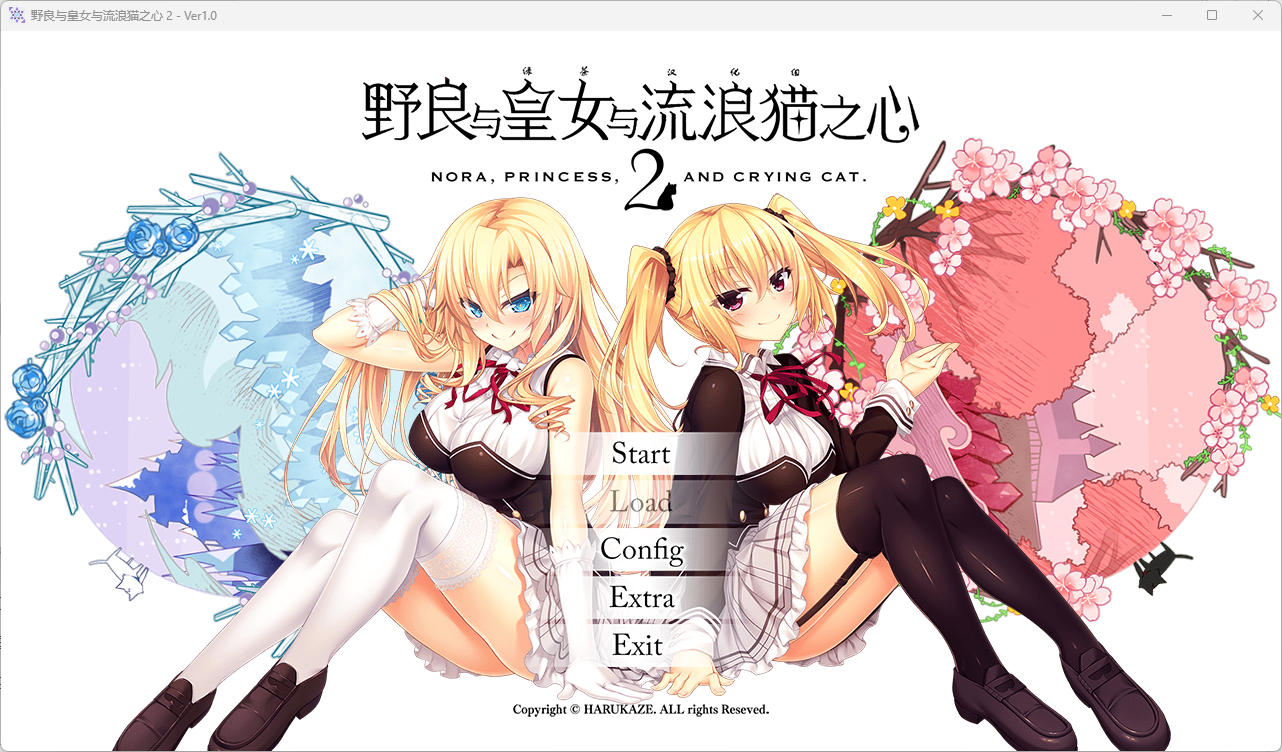 野良与皇女与流浪猫之心 2 - Ver1.0
绿茶汉化组
野良与皇女与流浪猫之心
NORA, PRINCESS, 2 AND CRYING CAT.
Start
Load
Config
Extra
Exit
Copyright © HARUKAZE. ALL rights Reseved.